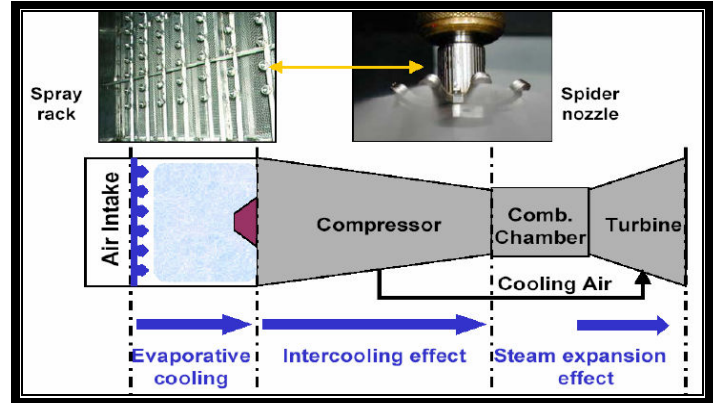 Spray
rack
Spider
nozzle
Air Intake
Compressor
Comb.
Chamber
Turbine
Cooling Air
Evaporative
cooling
Intercooling effect
Steam expansion
effect